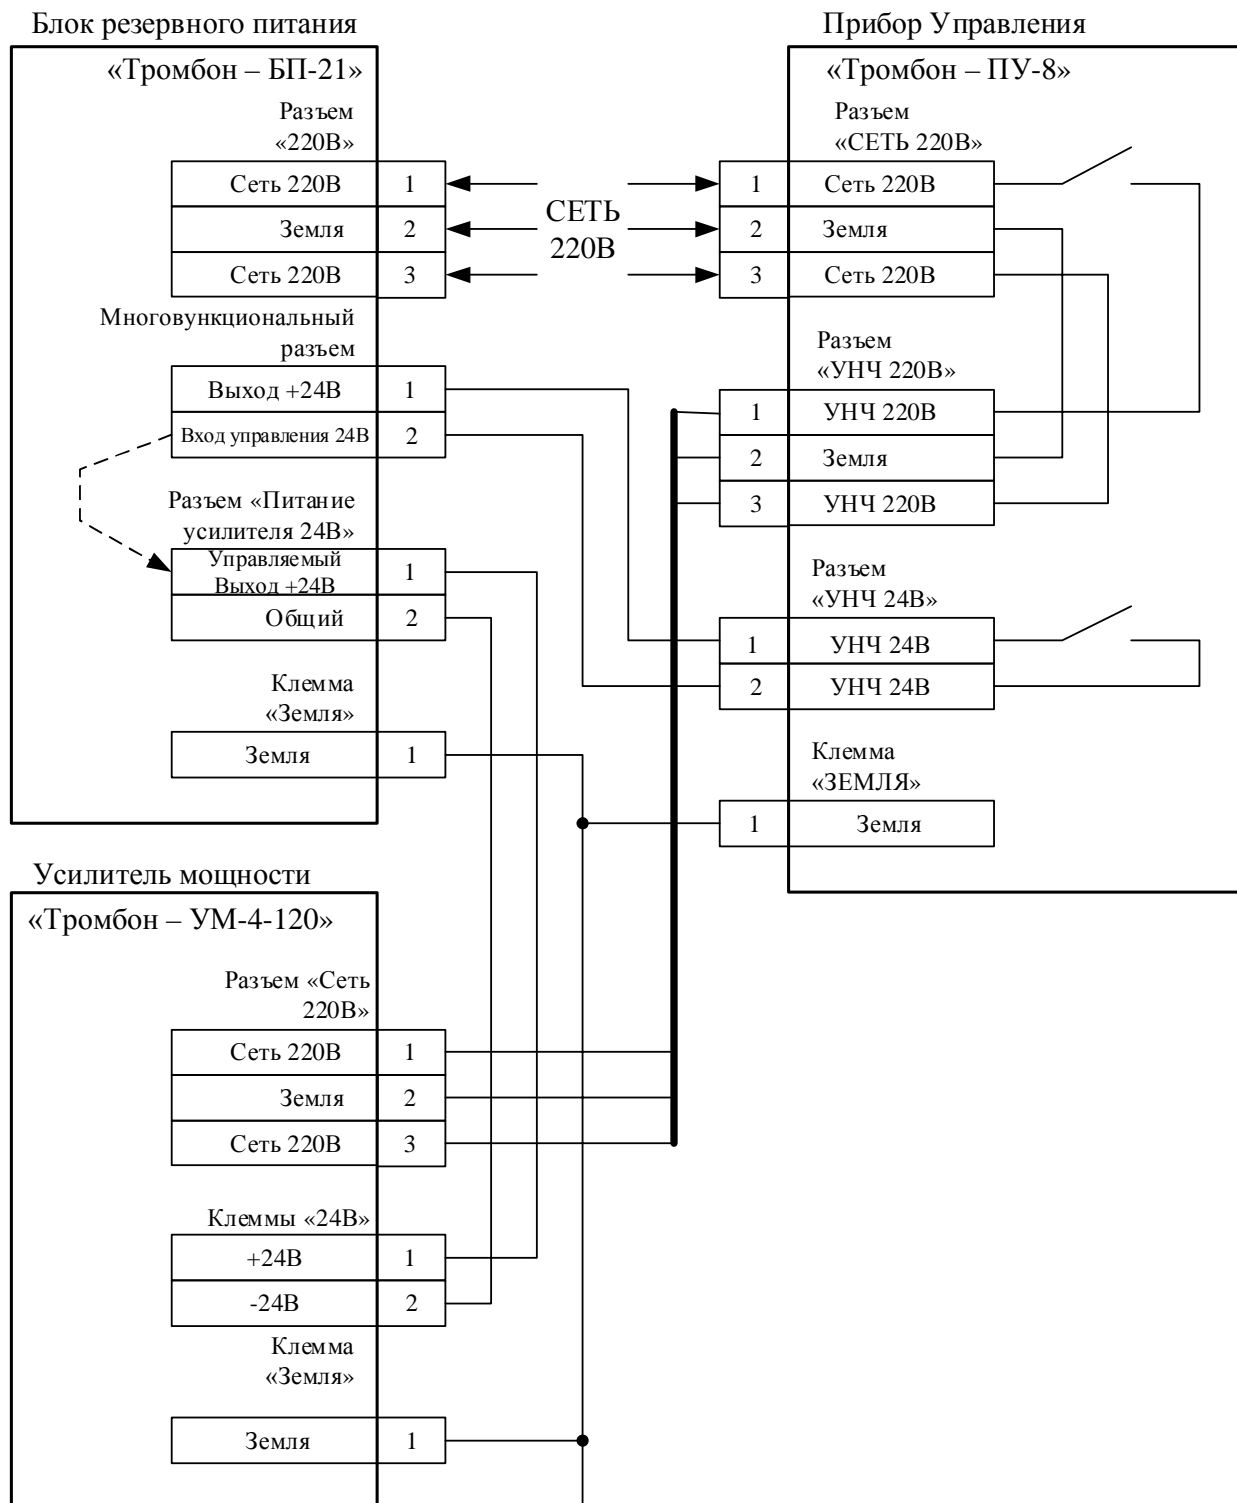 Блок резервного питания
«Тромбон – БП-21»
Разъем
«220В»
Сеть 220В 1
Земля 2
Сеть 220В 3
Многовункциональный
разъем
Выход +24В 1
Вход управления 24В 2
Разъем «Питание
усилителя 24В»
Управляемый
Выход +24В 1
Общий 2
Клемма
«Земля»
Земля 1
СЕТЬ
220В
Прибор Управления
«Тромбон – ПУ-8»
Разъем
«СЕТЬ 220В»
1 Сеть 220В
2 Земля
3 Сеть 220В
Разъем
«УНЧ 220В»
1 УНЧ 220В
2 Земля
3 УНЧ 220В
Разъем
«УНЧ 24В»
1 УНЧ 24В
2 УНЧ 24В
Клемма
«ЗЕМЛЯ»
1 Земля
Усилитель мощности
«Тромбон – УМ-4-120»
Разъем «Сеть
220В»
Сеть 220В 1
Земля 2
Сеть 220В 3
Клеммы «24В»
+24В 1
-24В 2
Клемма
«Земля»
Земля 1